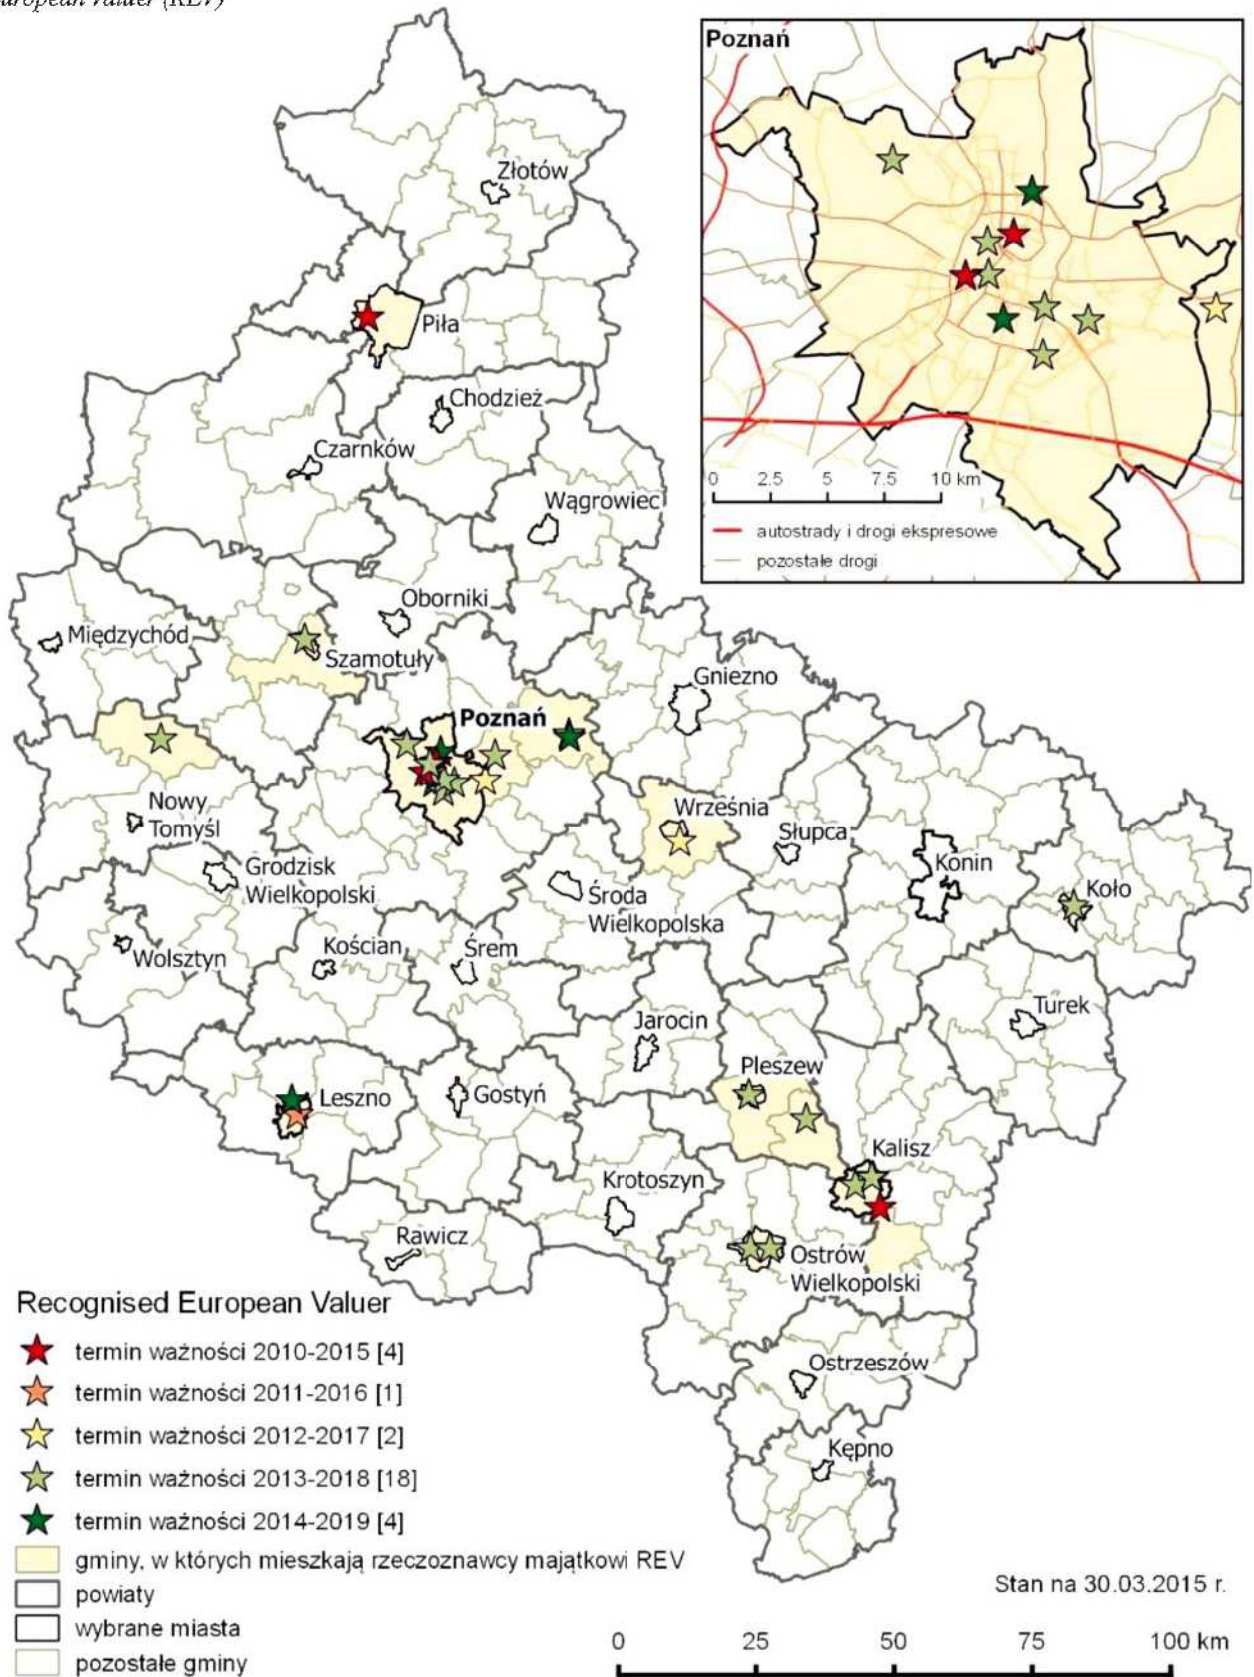 European Valuer (REV)
Poznań
0 2.5 5 7.5 10 km
autostrady i drogi ekspresowe
pozostałe drogi
Złotów
Piła
Chodzież
Czarnków
Wągrowiec
Oborniki
Międzychód
Szamotuły
Gniezno
Poznań
Nowy
Tomyśl
Września
Słupca
Grodzisk
Wielkopolski
Konin
Koło
Środa
Wielkopolska
Wolsztyn
Kościan
Śrem
Turek
Jarocin
Pleszew
Leszno
Gostyń
Kalisz
Krotoszyn
Rawicz
Ostrów
Wielkopolski
Ostrzeszów
Kępno
Recognised European Valuer
termin ważności 2010-2015 [4]
termin ważności 2011-2016 [1]
termin ważności 2012-2017 [2]
termin ważności 2013-2018 [18]
termin ważności 2014-2019 [4]
gminy, w których mieszkają rzeczoznawcy majątkowi REV
powiaty
wybrane miasta
pozostałe gminy
Stan na 30.03.2015 r.
0 25 50 75 100 km